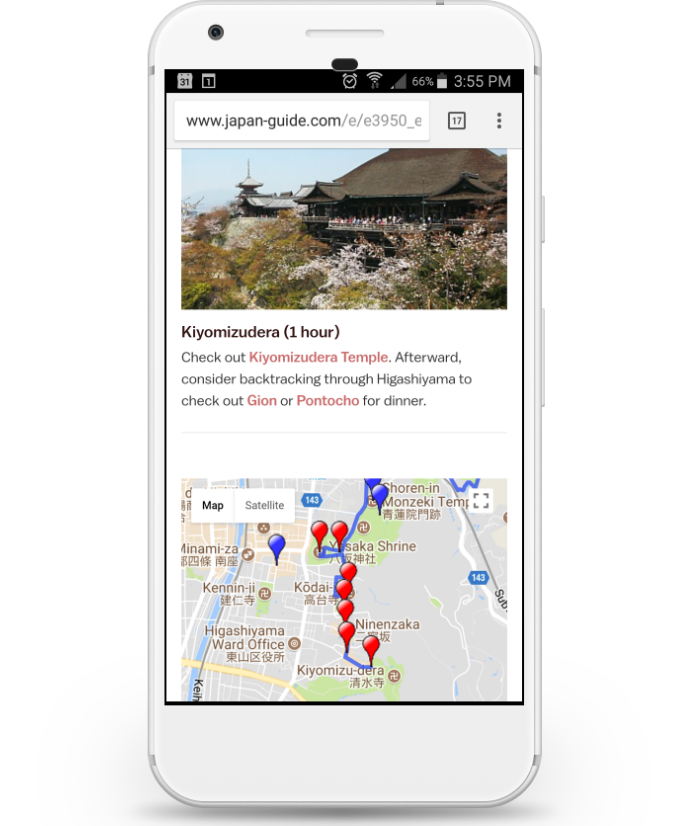 31
1
66%
3:55 PM
www.japan-guide.com/e/e3950_e
17
Kiyomizudera (1 hour)
Check out Kiyomizudera Temple. Afterward,
consider backtracking through Higashiyama to
check out Gion or Pontocho for dinner.
Map
Satellite
143
Shoren-in
Monzeki Temp
青蓮院門跡
Minami-za
都四條 南座
Yasaka Shrine
八坂神社
143
Kennin-ji
建仁寺
Kōdai-
高台寺
Sub
Ninenzaka
二寧坂
Higashiyama
Ward Office
東山区役所
Kiyomizu-dera
清水寺
Keih